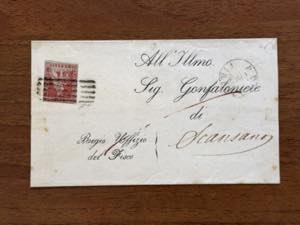 All' Illmo.
Sig. Gonfaloniere
di
Scansano
Regio Uffizio
del Fisco